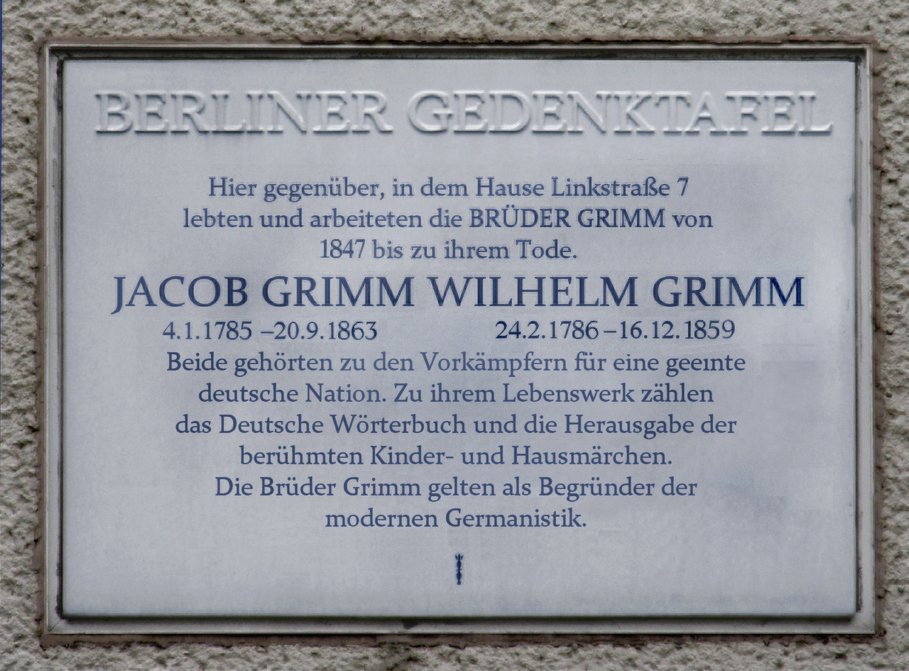 BERLINER GEDENKTAFEL
Hier gegenüber, in dem Hause Linkstraße 7
lebten und arbeiteten die BRÜDER GRIMM von
1847 bis zu ihrem Tode.
JACOB GRIMM WILHELM GRIMM
4.1.1785 –20.9.1863 24.2.1786–16.12.1859
Beide gehörten zu den Vorkämpfern für eine geeınte
deutsche Nation. Zu ihrem Lebenswerk zählen
das Deutsche Wörterbuch und die Herausgabe der
berühmten Kinder- und Hausmärchen.
Die Brüder Grimm gelten als Begründer der
modernen Germanistik.